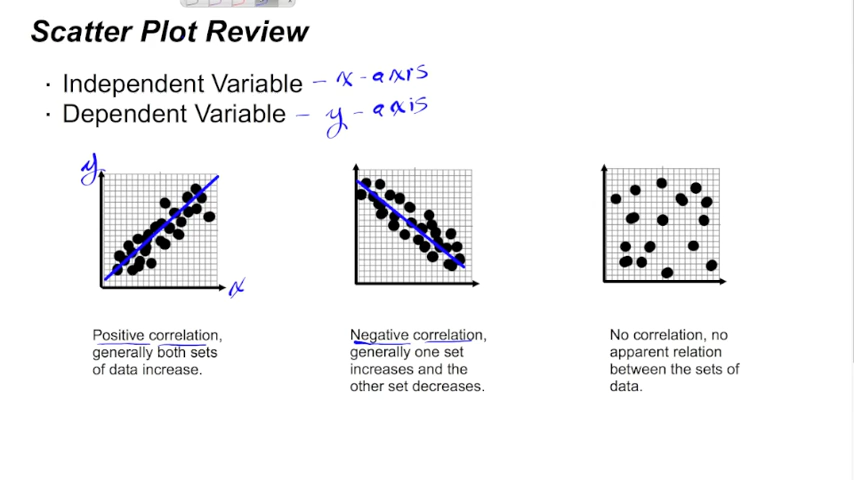 Scatter Plot Review
· Independent Variable – x-axis
· Dependent Variable – y-axis
y
x
Positive correlation,
generally both sets
of data increase.
Negative correlation,
generally one set
increases and the
other set decreases.
No correlation, no
apparent relation
between the sets of
data.